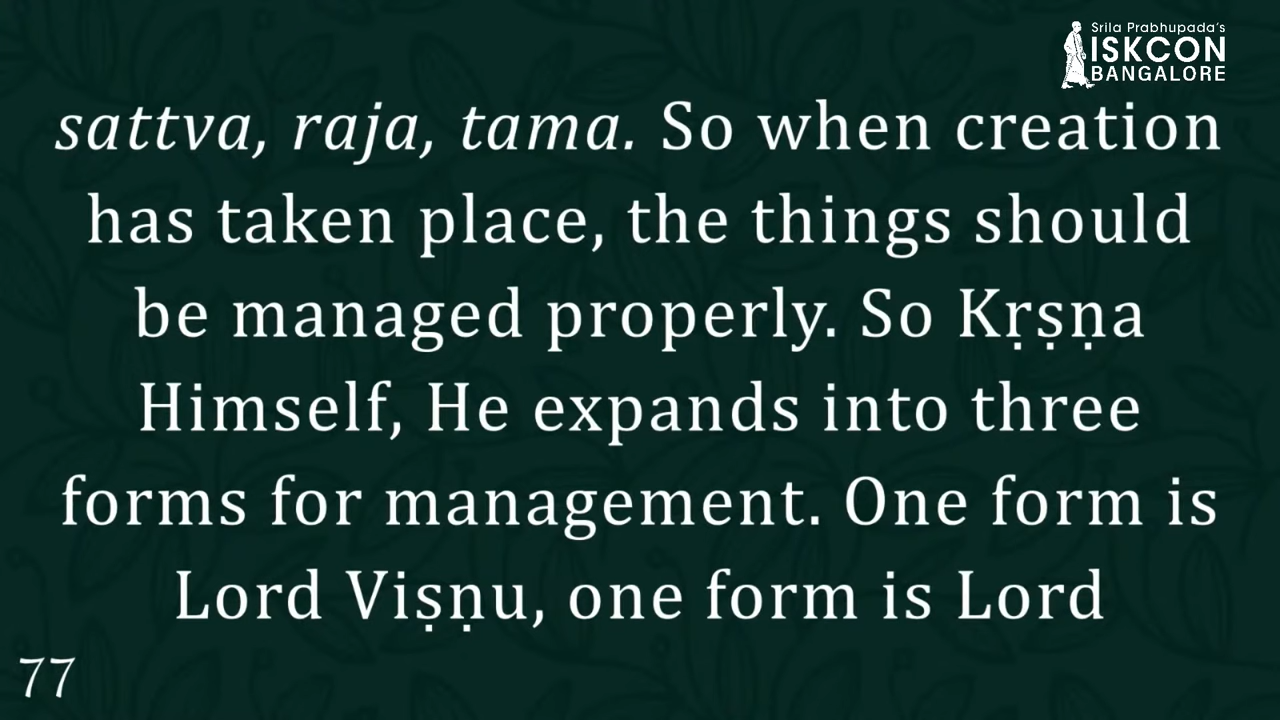 Srila Prabhupada's
ISKCON
BANGALORE
sattva, raja, tama. So when creation
has taken place, the things should
be managed properly. So Kṛṣṇa
Himself, He expands into three
forms for management. One form is
Lord Viṣṇu, one form is Lord
77